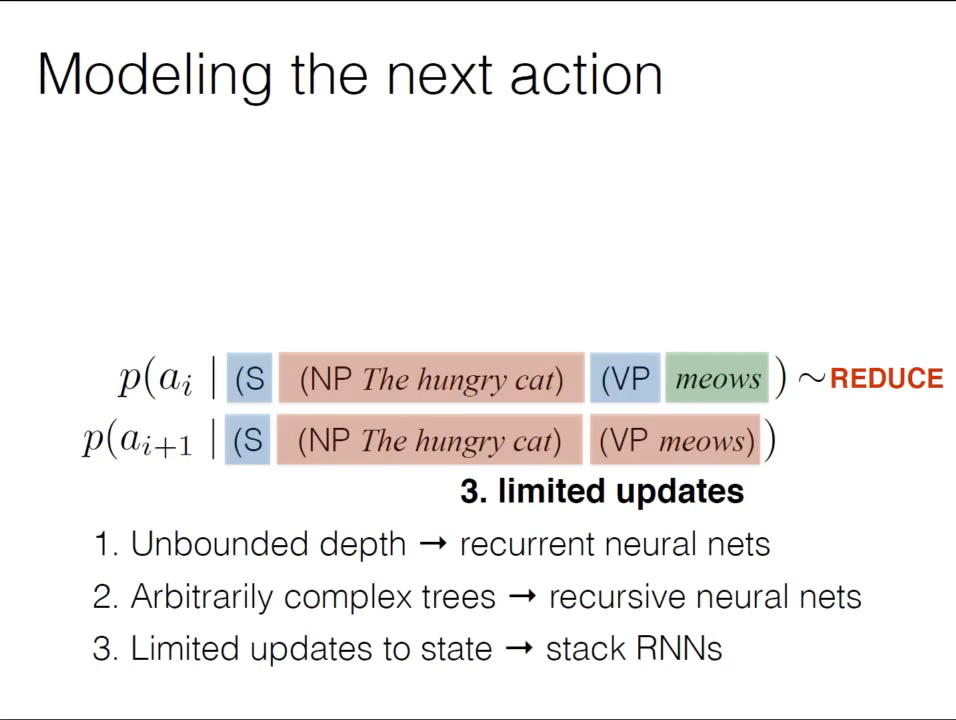 Modeling the next action
p(a_i | (S (NP The hungry cat) (VP meows ) ∼REDUCE
p(a_{i+1} | (S (NP The hungry cat) (VP meows) )
3. limited updates
1. Unbounded depth → recurrent neural nets
2. Arbitrarily complex trees → recursive neural nets
3. Limited updates to state → stack RNNs